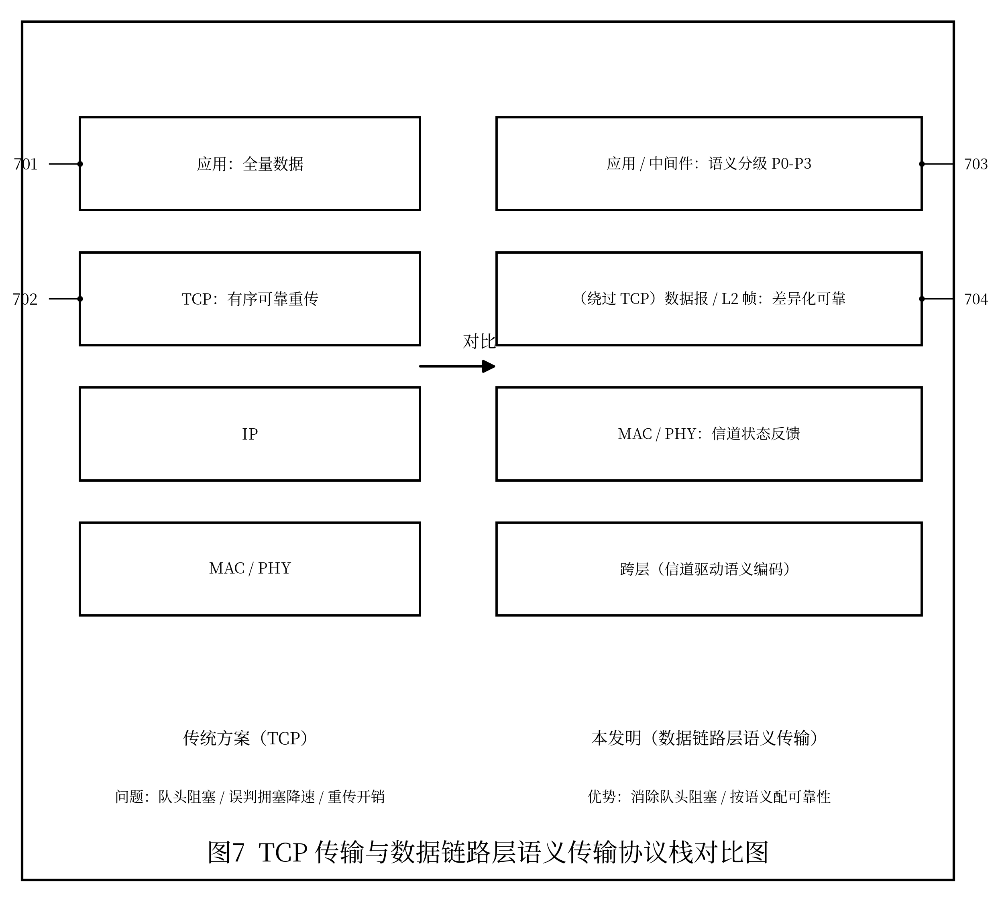 701
应用：全量数据
应用 / 中间件：语义分级 P0-P3
703
702
TCP：有序可靠重传
（绕过 TCP）数据报 / L2 帧：差异化可靠
704
对比
IP
MAC / PHY：信道状态反馈
MAC / PHY
跨层（信道驱动语义编码）
传统方案（TCP）
本发明（数据链路层语义传输）
问题：队头阻塞 / 误判拥塞降速 / 重传开销
优势：消除队头阻塞 / 按语义配可靠性
图7 TCP 传输与数据链路层语义传输协议栈对比图